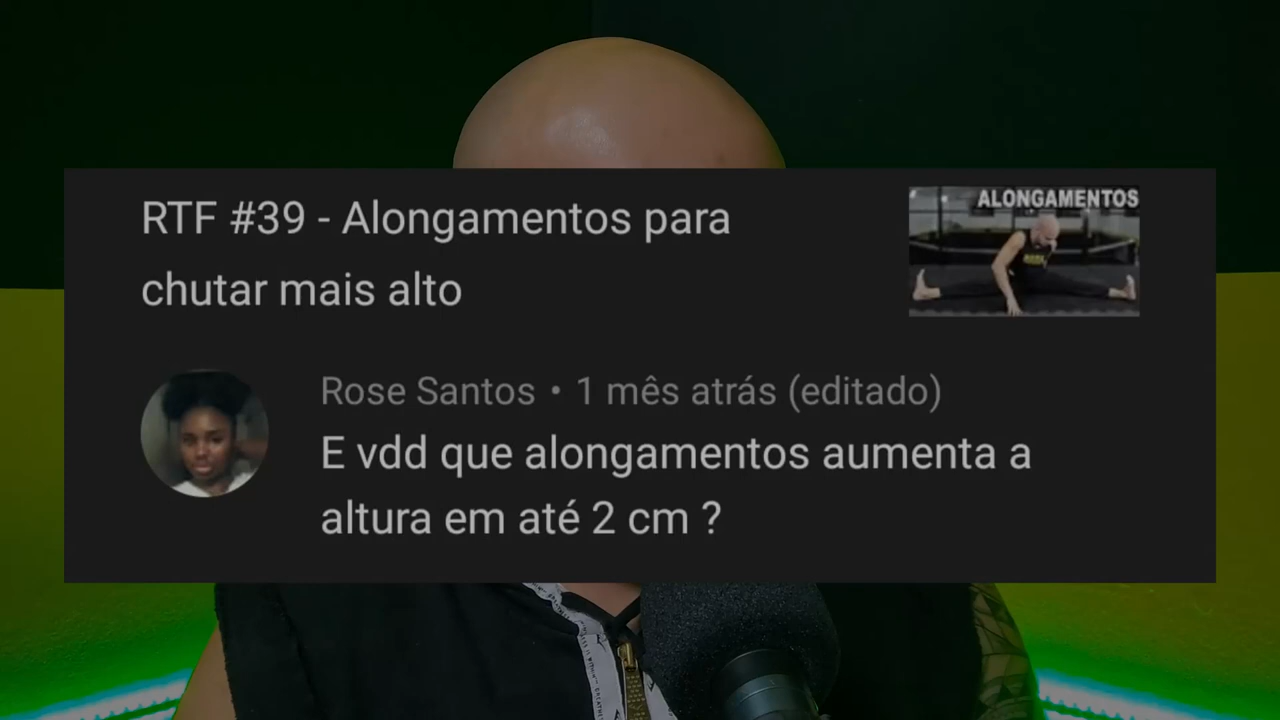 RTF #39 - Alongamentos para
chutar mais alto
ALONGAMENTOS
Rose Santos • 1 mês atrás (editado)
E vdd que alongamentos aumenta a
altura em até 2 cm ?